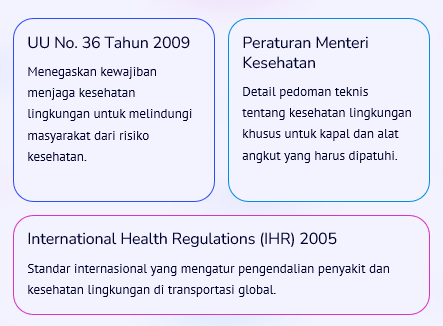 UU No. 36 Tahun 2009
Menegaskan kewajiban
menjaga kesehatan
lingkungan untuk melindungi
masyarakat dari risiko
kesehatan.
Peraturan Menteri
Kesehatan
Detail pedoman teknis
tentang kesehatan lingkungan
khusus untuk kapal dan alat
angkut yang harus dipatuhi.
International Health Regulations (IHR) 2005
Standar internasional yang mengatur pengendalian penyakit dan
kesehatan lingkungan di transportasi global.